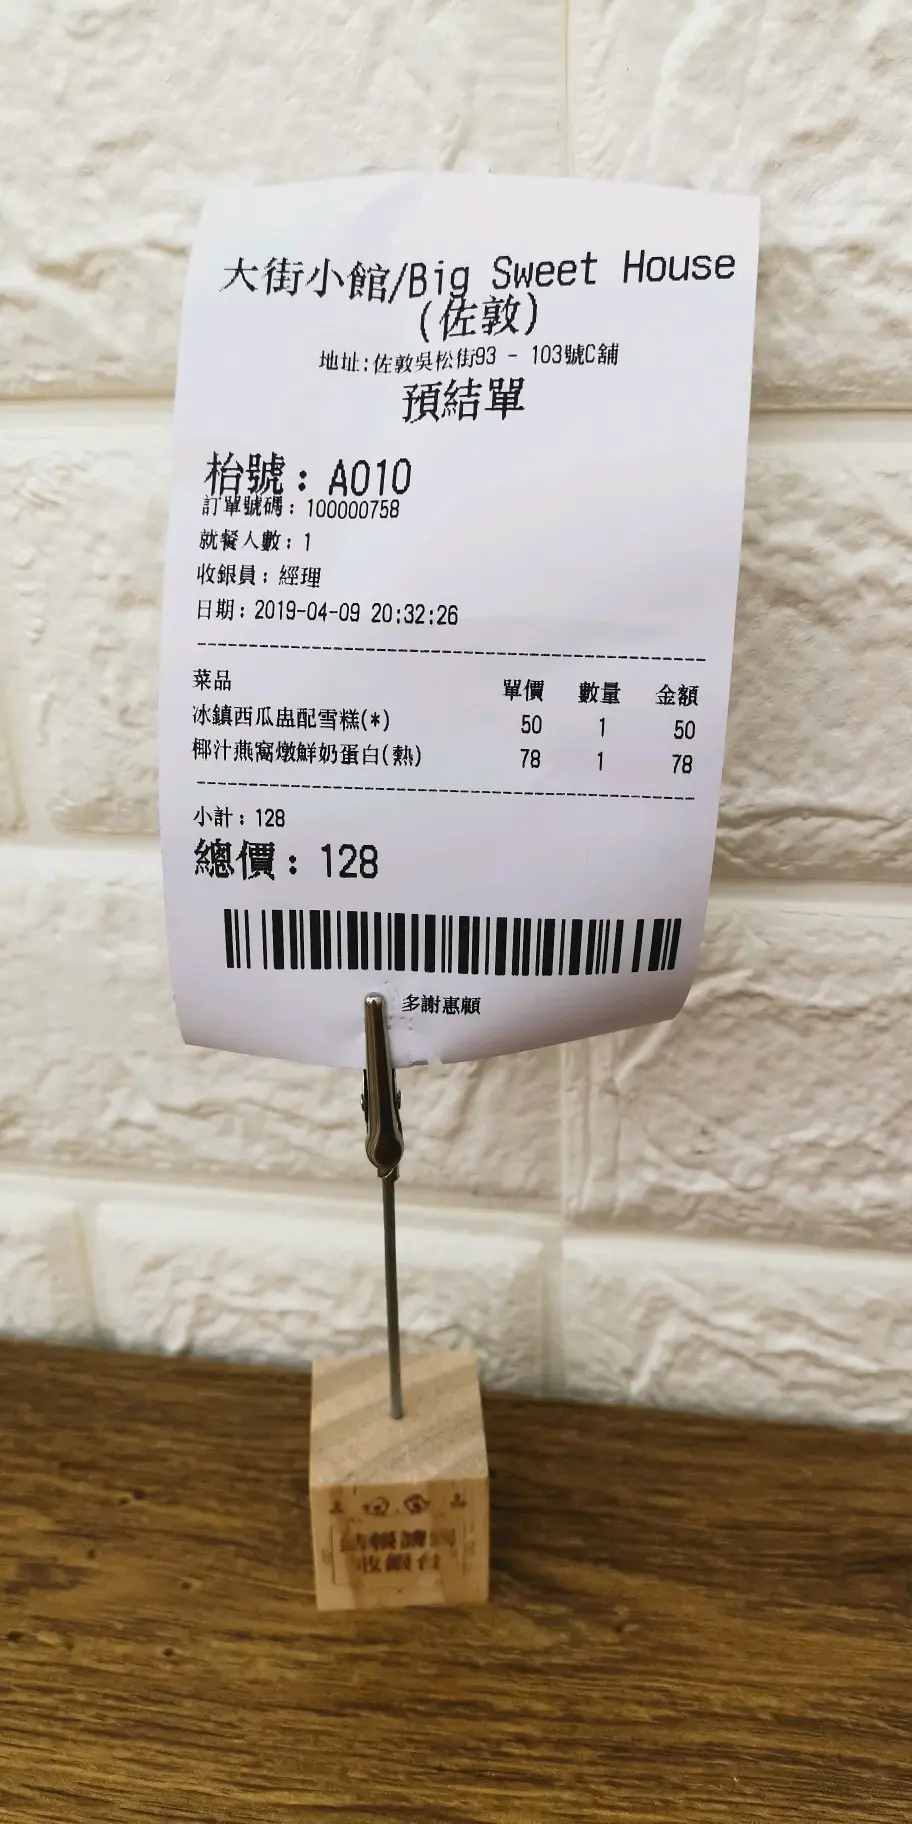 大街小館/Big Sweet House
(佐敦)
地址:佐敦吳松街93 - 103號C舖
預結單
枱號: A010
訂單號碼: 100000758
就餐人數: 1
收銀員: 經理
日期: 2019-04-09 20:32:26
菜品 單價 數量 金額
冰鎮西瓜盅配雪糕(*) 50 1 50
椰汁燕窩燉鮮奶蛋白(熱) 78 1 78
小計: 128
總價: 128
多謝惠顧
收銀台